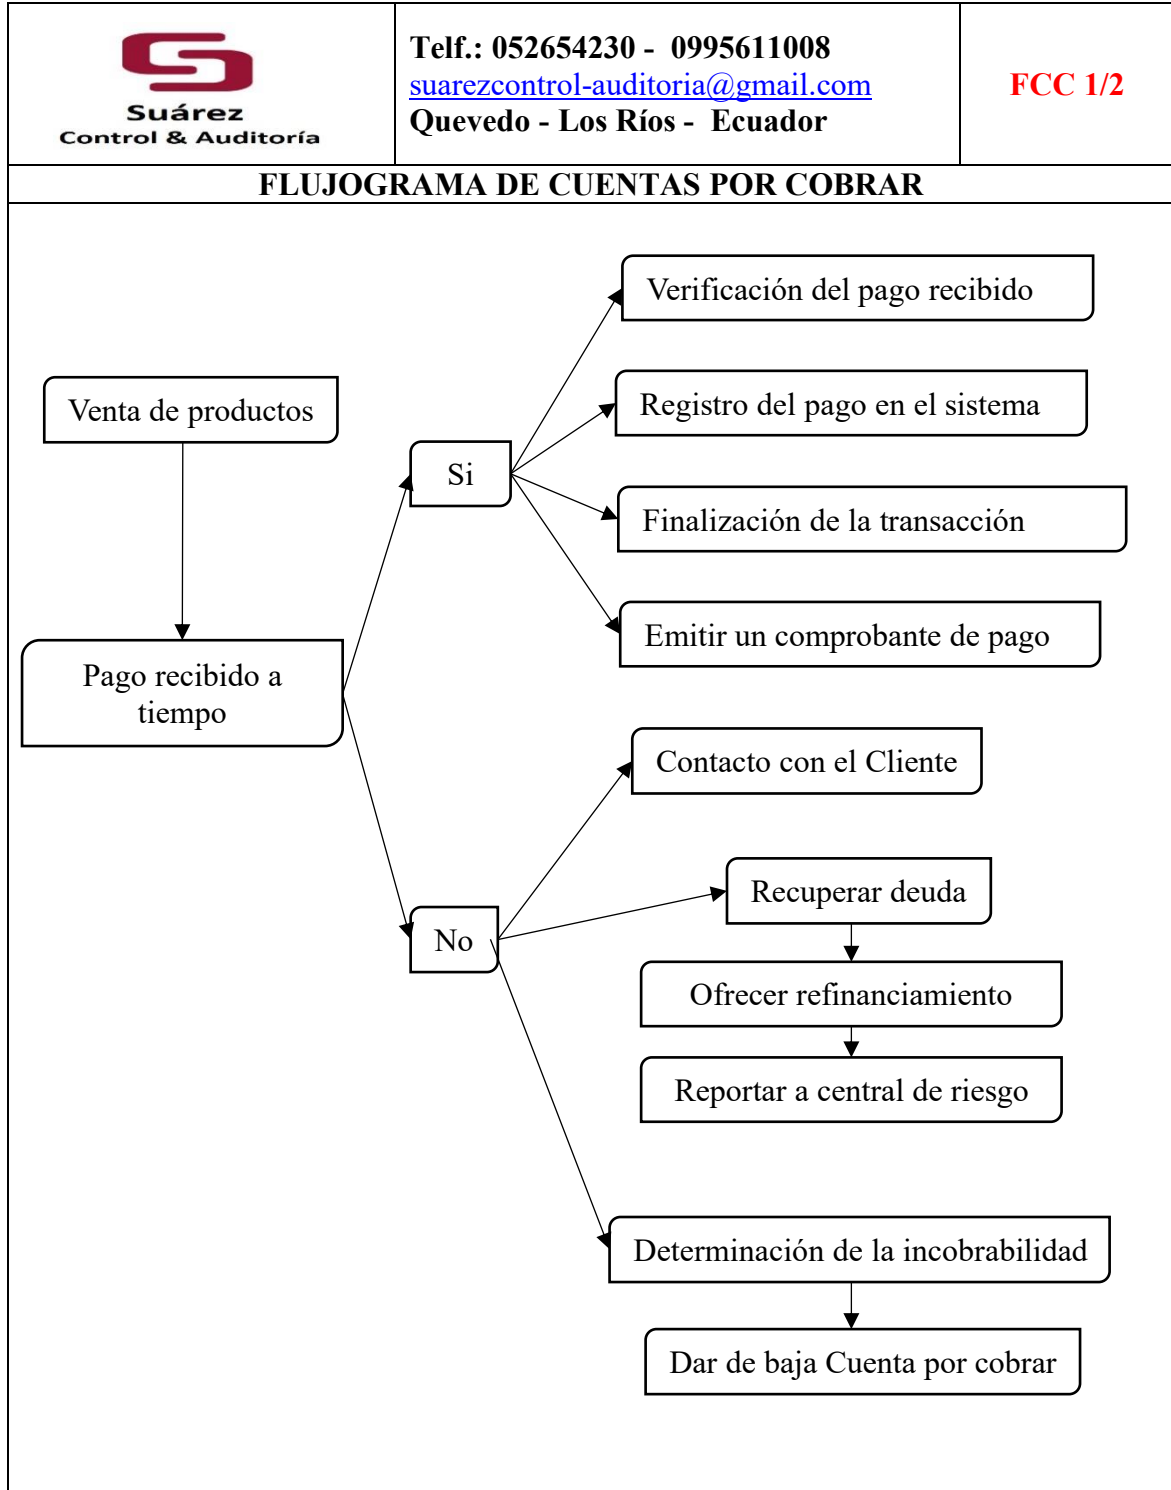 Suárez
Control & Auditoría
Telf.: 052654230 - 0995611008
suarezcontrol-auditoria@gmail.com
Quevedo - Los Ríos - Ecuador
FCC 1/2
FLUJOGRAMA DE CUENTAS POR COBRAR
Venta de productos
Pago recibido a
tiempo
Si
Verificación del pago recibido
Registro del pago en el sistema
Finalización de la transacción
Emitir un comprobante de pago
No
Contacto con el Cliente
Recuperar deuda
Ofrecer refinanciamiento
Reportar a central de riesgo
Determinación de la incobrabilidad
Dar de baja Cuenta por cobrar